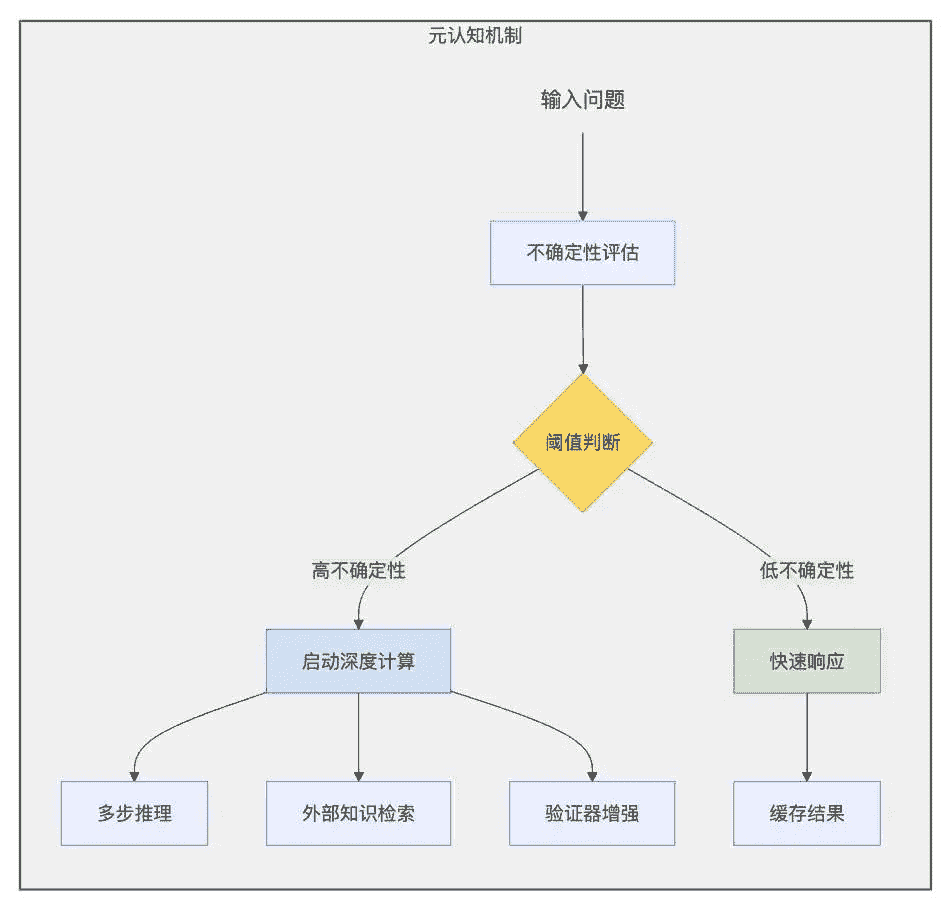 元认知机制
输入问题
不确定性评估
阈值判断
高不确定性
低不确定性
启动深度计算
快速响应
多步推理
外部知识检索
验证器增强
缓存结果